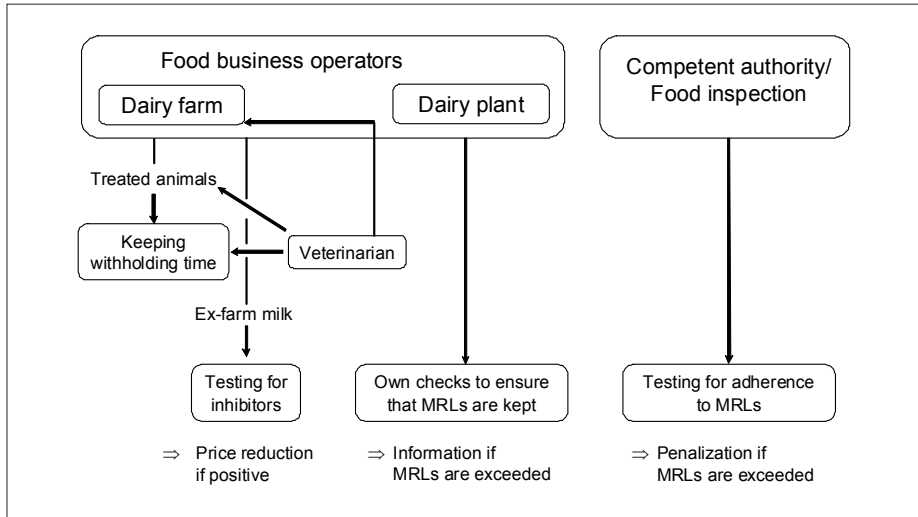 Food business operators
Dairy farm
Dairy plant
Competent authority/
Food inspection
Treated animals
Keeping
withholding time
Veterinarian
Ex-farm milk
Testing for
inhibitors
Own checks to ensure
that MRLs are kept
Testing for adherence
to MRLs
⇒ Price reduction
if positive
⇒ Information if
MRLs are exceeded
⇒ Penalization if
MRLs are exceeded